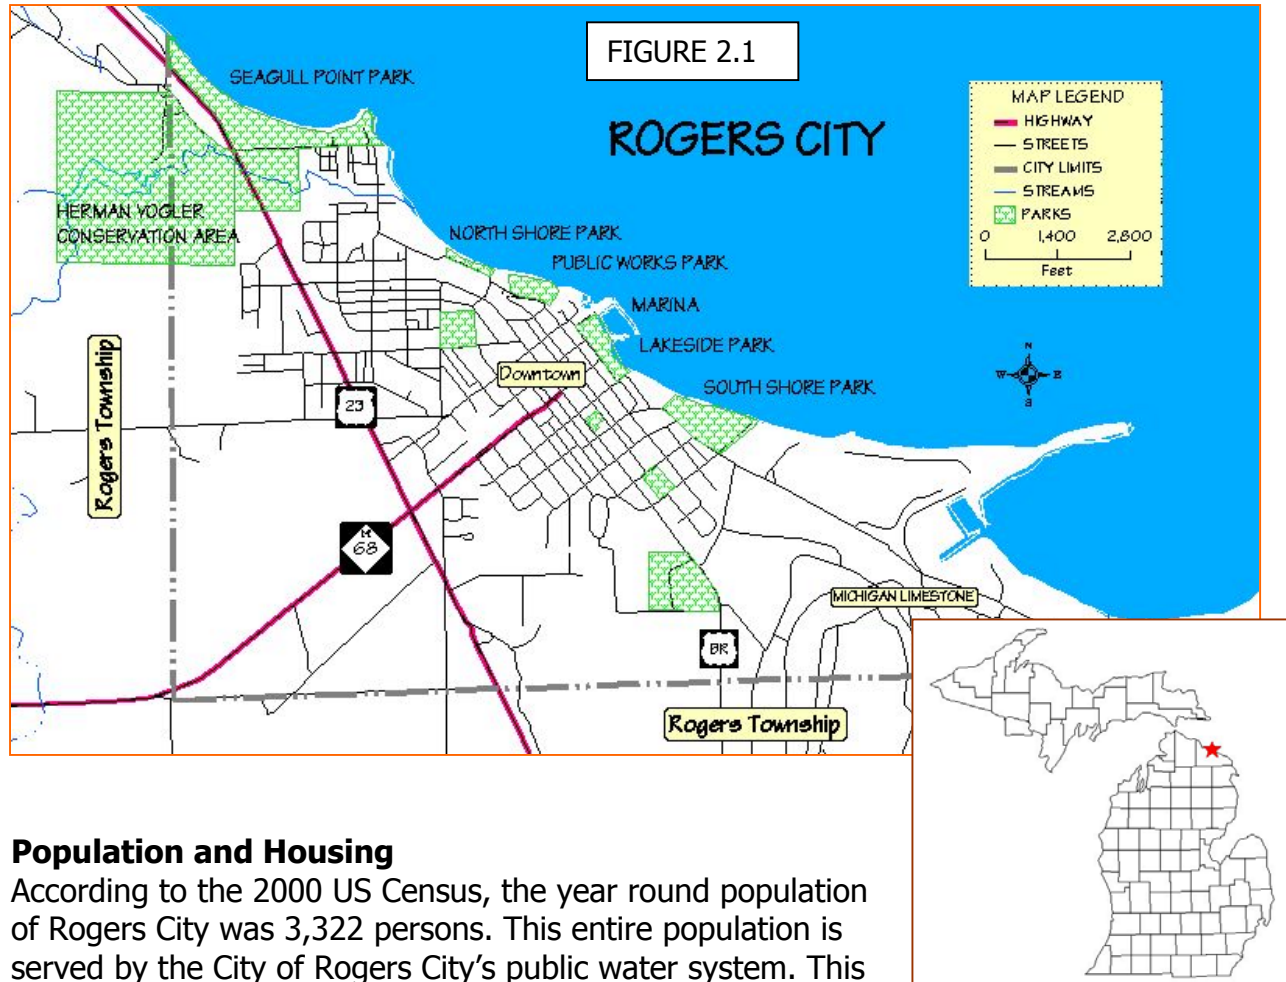 FIGURE 2.1
SEAGULL POINT PARK
ROGERS CITY
MAP LEGEND
HIGHWAY
STREETS
CITY LIMITS
STREAMS
PARKS
0 1,400 2,800
Feet
HERMAN VOGLER
CONSERVATION AREA
NORTH SHORE PARK
PUBLIC WORKS PARK
MARINA
LAKESIDE PARK
Downtown
SOUTH SHORE PARK
N
W E
S
23
Rogers Township
M
68
MICHIGAN LIMESTONE
BR
Rogers Township
Population and Housing
According to the 2000 US Census, the year round population
of Rogers City was 3,322 persons. This entire population is
served by the City of Rogers City’s public water system. This